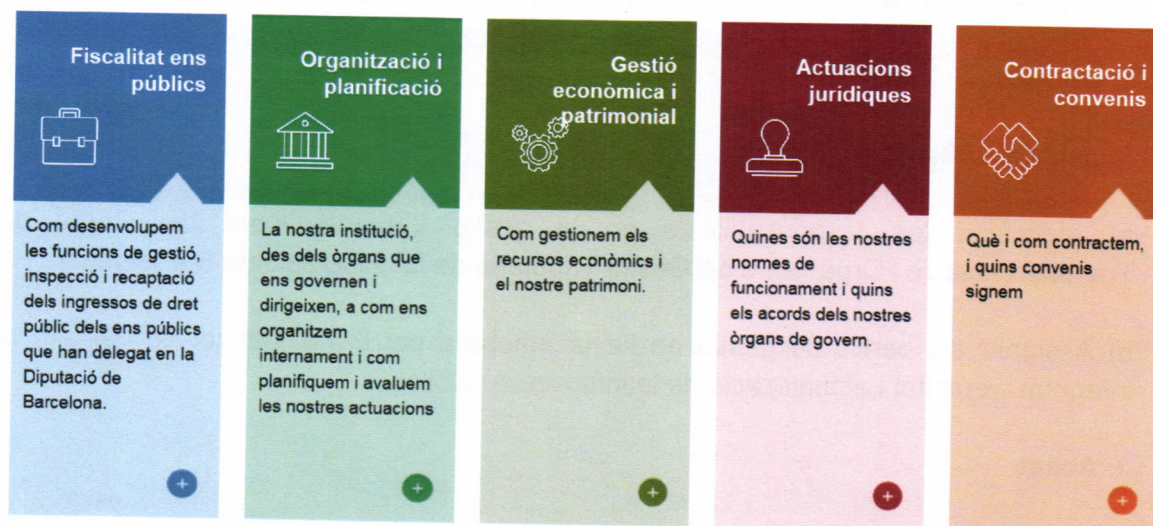 Fiscalitat ens
públics
Com desenvolupem
les funcions de gestió,
inspecció i recaptació
dels ingressos de dret
públic dels ens públics
que han delegat en la
Diputació de
Barcelona.
+
Organització i
planificació
La nostra institució,
des dels òrgans que
ens governen i
dirigeixen, a com ens
organitzem
internament i com
planifiquem i avaluem
les nostres actuacions
+
Gestió
econòmica i
patrimonial
Com gestionem els
recursos econòmics i
el nostre patrimoni.
+
Actuacions
jurídiques
Quines són les nostres
normes de
funcionament i quins
els acords dels nostres
òrgans de govern.
+
Contractació i
convenis
Què i com contractem,
i quins convenis
signem
+